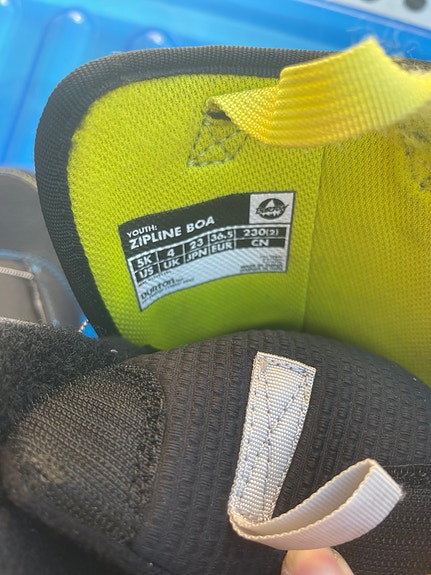 YOUTH:
ZIPLINE BOA
5K 4 23 36.5 230(2)
US UK JPN EUR CN
BURTON